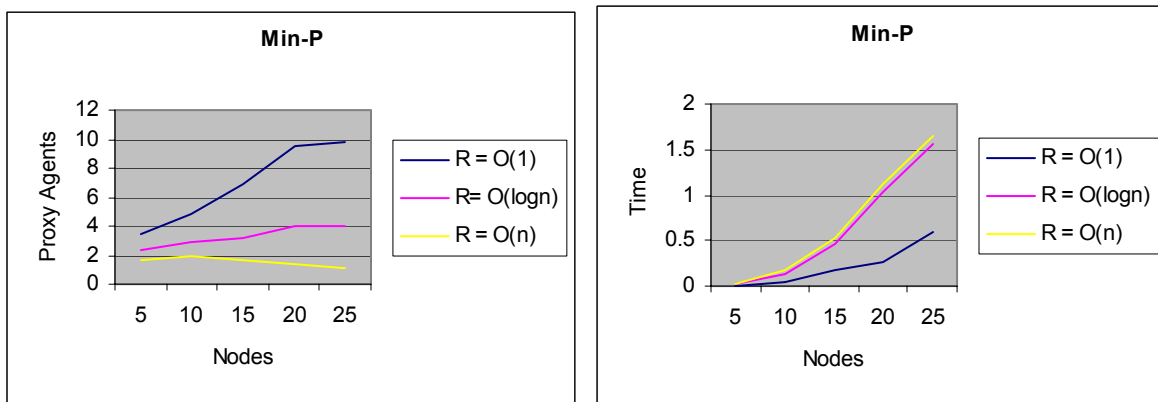 Min-P
Proxy Agents
12
10
8
6
4
2
0
5 10 15 20 25
Nodes
R = O(1)
R= O(logn)
R = O(n)
Min-P
Time
2
1.5
1
0.5
0
5 10 15 20 25
Nodes
R = O(1)
R = O(logn)
R = O(n)